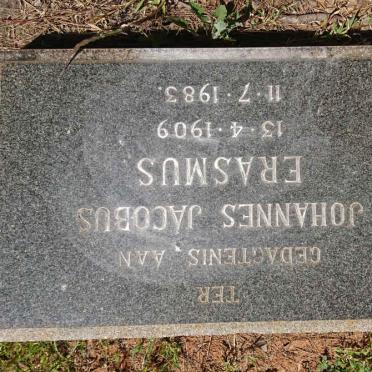 TER
GEDAGTENIS, AAN
JOHANNES JACOBUS
ERASMUS.
13·4·1909
11·7·1983.